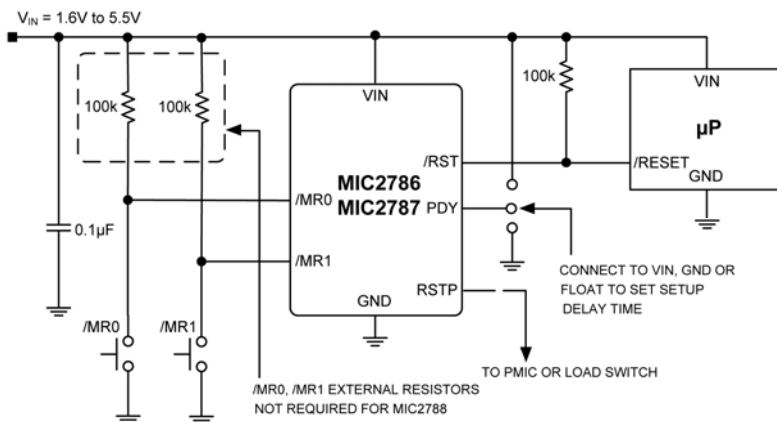 VIN = 1.6V to 5.5V
100k
100k
100k
VIN
VIN
µP
/RST
/RESET
GND
MIC2786
MIC2787
/MR0
PDY
0.1µF
/MR1
CONNECT TO VIN, GND OR
FLOAT TO SET SETUP
DELAY TIME
RSTP
GND
/MR0
/MR1
TO PMIC OR LOAD SWITCH
/MR0, /MR1 EXTERNAL RESISTORS
NOT REQUIRED FOR MIC2788